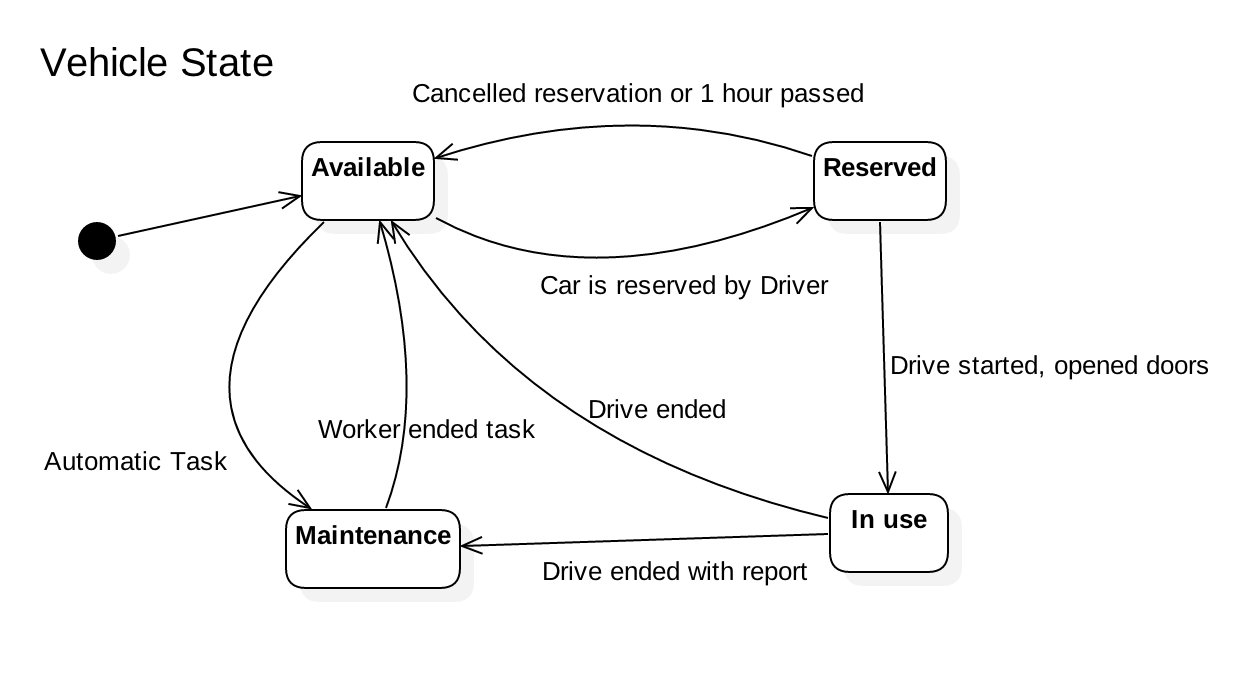 Vehicle State
Cancelled reservation or 1 hour passed
Available
Reserved
Car is reserved by Driver
Drive started, opened doors
Drive ended
Worker ended task
Automatic Task
In use
Maintenance
Drive ended with report